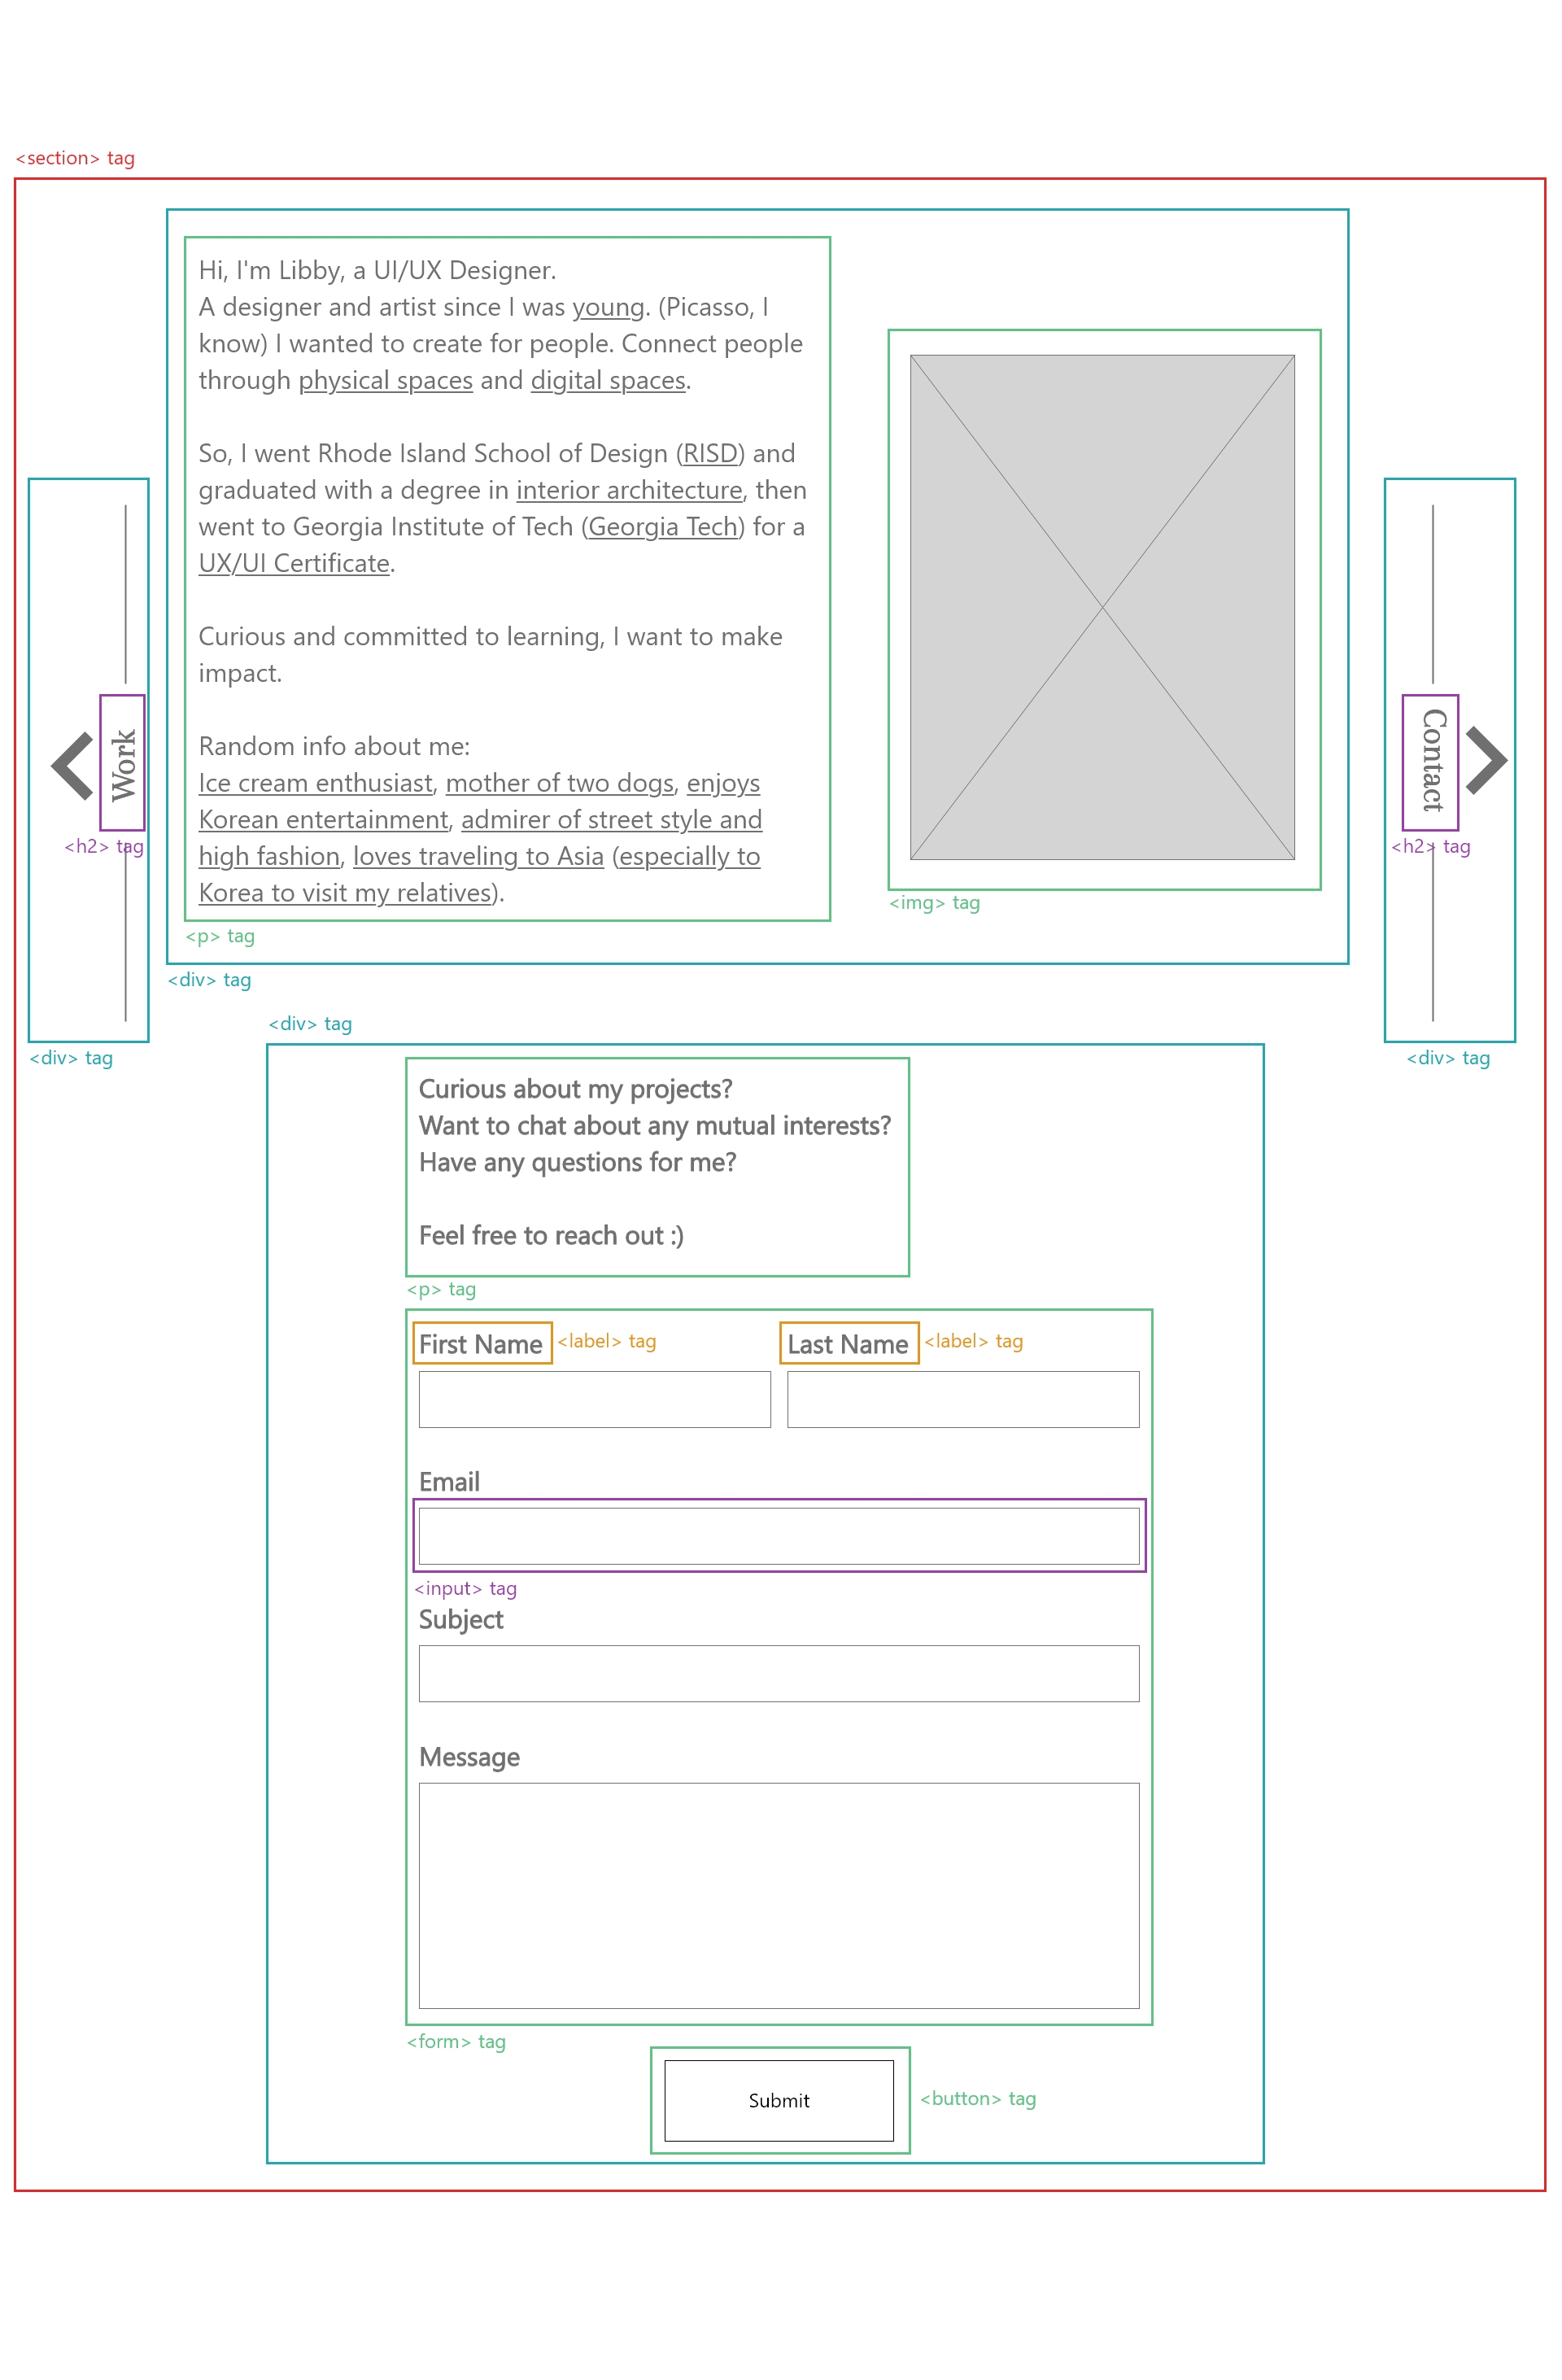 <section> tag
Hi, I'm Libby, a UI/UX Designer.
A designer and artist since I was young. (Picasso, I
know) I wanted to create for people. Connect people
through physical spaces and digital spaces.
So, I went Rhode Island School of Design (RISD) and
graduated with a degree in interior architecture, then
went to Georgia Institute of Tech (Georgia Tech) for a
UX/UI Certificate.
Curious and committed to learning, I want to make
impact.
Random info about me:
Ice cream enthusiast, mother of two dogs, enjoys
Korean entertainment, admirer of street style and
high fashion, loves traveling to Asia (especially to
Korea to visit my relatives).
<p> tag
<img> tag
<div> tag
Work
<h2> tag
<div> tag
Contact
<h2> tag
<div> tag
<div> tag
Curious about my projects?
Want to chat about any mutual interests?
Have any questions for me?
Feel free to reach out :)
<p> tag
First Name <label> tag
Last Name <label> tag
Email
<input> tag
Subject
Message
<form> tag
Submit
<button> tag